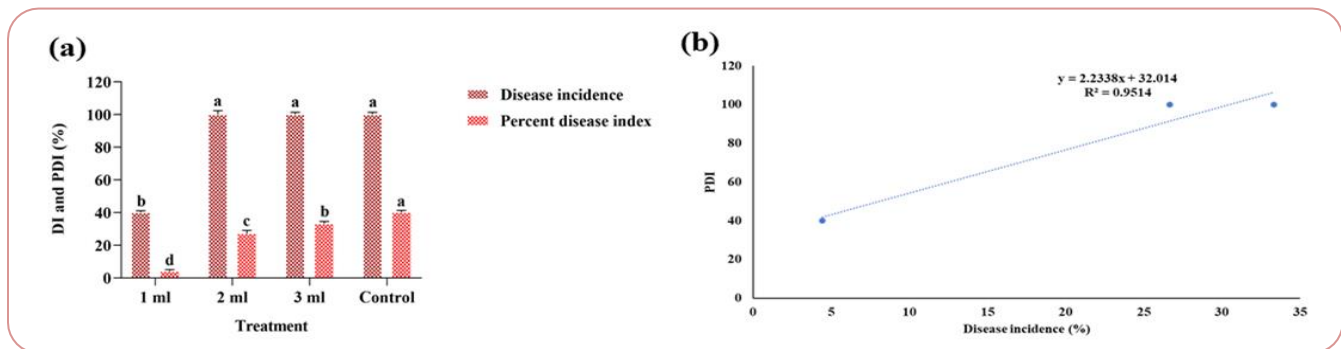 (a)
120
100
80
60
40
20
0
DI and PDI (%)
b
d
a
c
a
b
a
a
1 ml
2 ml
3 ml
Control
Treatment
Disease incidence
Percent disease index
(b)
120
100
80
60
40
20
0
PDI
y = 2.2338x + 32.014
R² = 0.9514
0
5
10
15
20
25
30
35
Disease incidence (%)